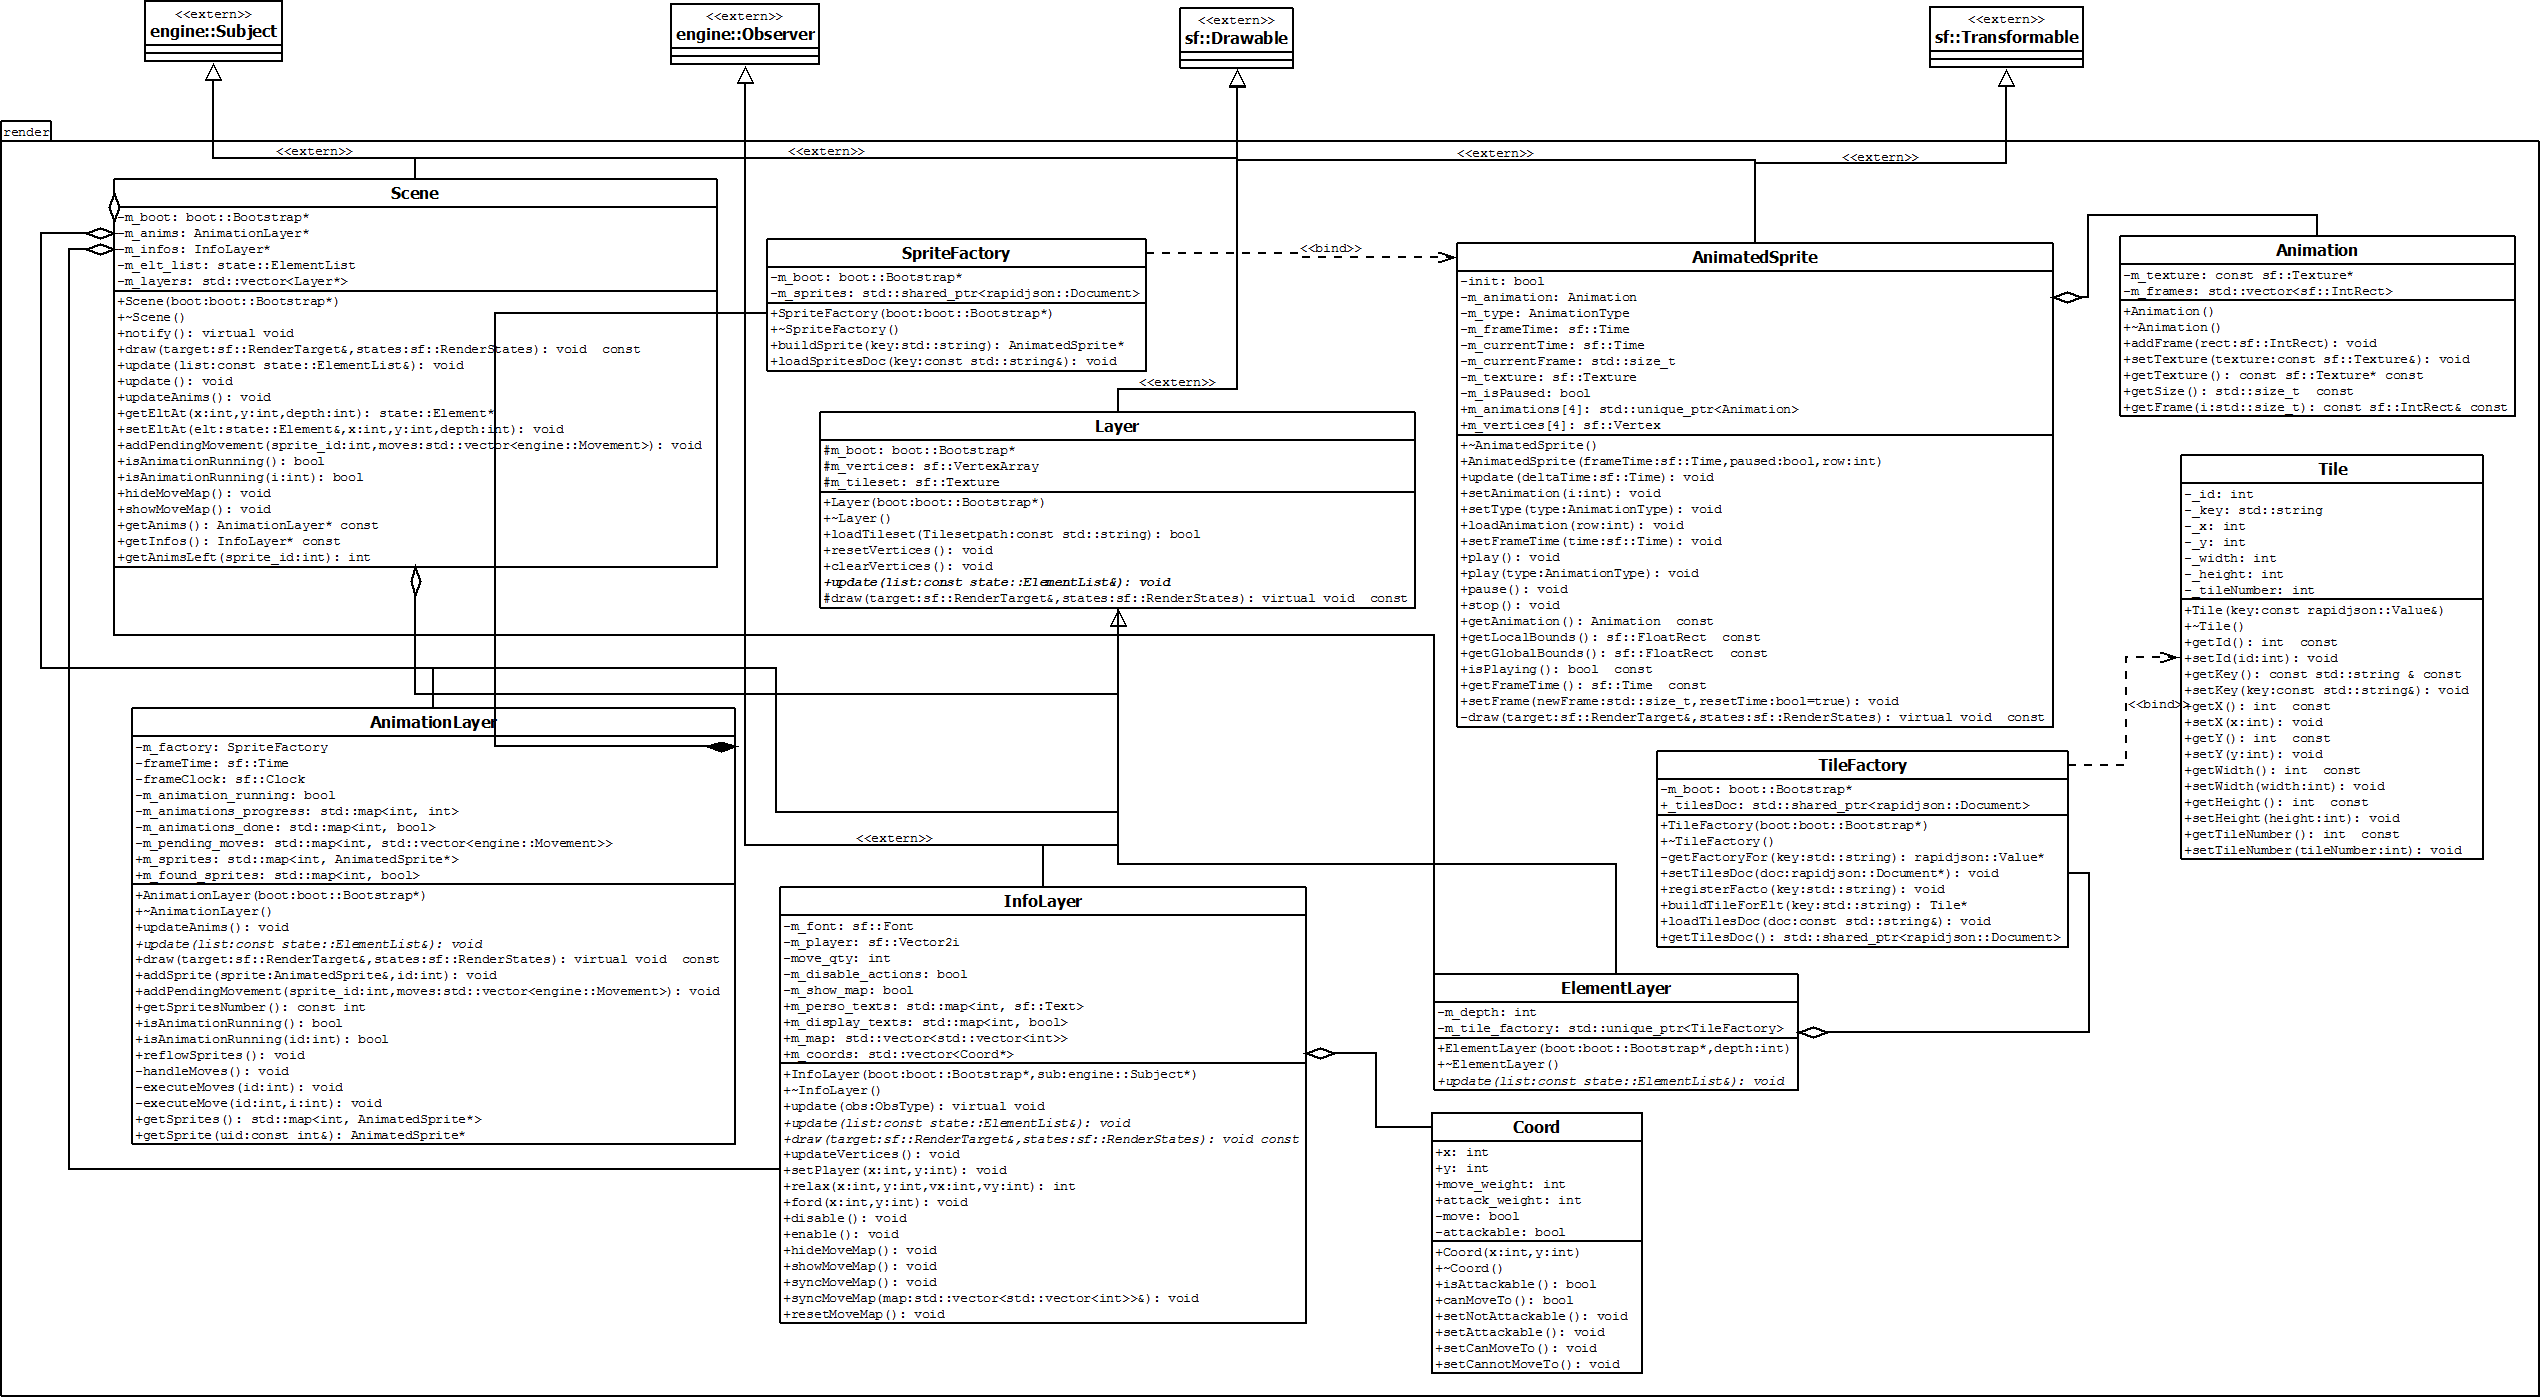 <<extern>>
engine::Subject
<<extern>>
engine::Observer
<<extern>>
sf::Drawable
<<extern>>
sf::Transformable
render
<<extern>>
<<extern>>
<<extern>>
<<extern>>
Scene
-m_boot: boot::Bootstrap*
-m_anims: AnimationLayer*
-m_infos: InfoLayer*
-m_elt_list: state::ElementList
-m_layers: std::vector<Layer*>
+Scene(boot:boot::Bootstrap*)
+~Scene()
+notify(): virtual void
+draw(target:sf::RenderTarget&,states:sf::RenderStates): void  const
+update(list:const state::ElementList&): void
+update(): void
+updateAnims(): void
+getEltAt(x:int,y:int,depth:int): state::Element*
+setEltAt(elt:state::Element&,x:int,y:int,depth:int): void
+addPendingMovement(sprite_id:int,moves:std::vector<engine::Movement>): void
+isAnimationRunning(): bool
+isAnimationRunning(i:int): bool
+hideMoveMap(): void
+showMoveMap(): void
+getAnims(): AnimationLayer* const
+getInfos(): InfoLayer* const
+getAnimsLeft(sprite_id:int): int
SpriteFactory
-m_boot: boot::Bootstrap*
-m_sprites: std::shared_ptr<rapidjson::Document>
+SpriteFactory(boot:boot::Bootstrap*)
+~SpriteFactory()
+buildSprite(key:std::string): AnimatedSprite*
+loadSpritesDoc(key:const std::string&): void
<<bind>>
<<extern>>
AnimatedSprite
-init: bool
-m_animation: Animation
-m_type: AnimationType
-m_frameTime: sf::Time
-m_currentTime: sf::Time
-m_currentFrame: std::size_t
-m_texture: sf::Texture
-m_isPaused: bool
+m_animations[4]: std::unique_ptr<Animation>
+m_vertices[4]: sf::Vertex
+~AnimatedSprite()
+AnimatedSprite(frameTime:sf::Time,paused:bool,row:int)
+update(deltaTime:sf::Time): void
+setAnimation(i:int): void
+setType(type:AnimationType): void
+loadAnimation(row:int): void
+setFrameTime(time:sf::Time): void
+play(): void
+play(type:AnimationType): void
+pause(): void
+stop(): void
+getAnimation(): Animation  const
+getLocalBounds(): sf::FloatRect  const
+getGlobalBounds(): sf::FloatRect  const
+isPlaying(): bool  const
+getFrameTime(): sf::Time  const
+setFrame(newFrame:std::size_t,resetTime:bool=true): void
-draw(target:sf::RenderTarget&,states:sf::RenderStates): virtual void  const
Animation
-m_texture: const sf::Texture*
-m_frames: std::vector<sf::IntRect>
+Animation()
+~Animation()
+addFrame(rect:sf::IntRect): void
+setTexture(texture:const sf::Texture&): void
+getTexture(): const sf::Texture* const
+getSize(): std::size_t  const
+getFrame(i:std::size_t): const sf::IntRect& const
Layer
#m_boot: boot::Bootstrap*
#m_vertices: sf::VertexArray
#m_tileset: sf::Texture
+Layer(boot:boot::Bootstrap*)
+~Layer()
+loadTileset(Tilesetpath:const std::string): bool
+resetVertices(): void
+clearVertices(): void
+update(list:const state::ElementList&): void
#draw(target:sf::RenderTarget&,states:sf::RenderStates): virtual void  const
Tile
-_id: int
-_key: std::string
-_x: int
-_y: int
-_width: int
-_height: int
-_tileNumber: int
+Tile(key:const rapidjson::Value&)
+~Tile()
+getId(): int  const
+setId(id:int): void
+getKey(): const std::string & const
+setKey(key:const std::string&): void
+getX(): int  const
+setX(x:int): void
+getY(): int  const
+setY(y:int): void
+getWidth(): int  const
+setWidth(width:int): void
+getHeight(): int  const
+setHeight(height:int): void
+getTileNumber(): int  const
+setTileNumber(tileNumber:int): void
<<bind>>
AnimationLayer
-m_factory: SpriteFactory
-frameTime: sf::Time
-frameClock: sf::Clock
-m_animation_running: bool
-m_animations_progress: std::map<int, int>
-m_animations_done: std::map<int, bool>
-m_pending_moves: std::map<int, std::vector<engine::Movement>>
+m_sprites: std::map<int, AnimatedSprite*>
+m_found_sprites: std::map<int, bool>
+AnimationLayer(boot:boot::Bootstrap*)
+~AnimationLayer()
+updateAnims(): void
+update(list:const state::ElementList&): void
+draw(target:sf::RenderTarget&,states:sf::RenderStates): virtual void  const
+addSprite(sprite:AnimatedSprite&,id:int): void
+addPendingMovement(sprite_id:int,moves:std::vector<engine::Movement>): void
+getSpritesNumber(): const int
+isAnimationRunning(): bool
+isAnimationRunning(id:int): bool
+reflowSprites(): void
-handleMoves(): void
-executeMoves(id:int): void
-executeMove(id:int,i:int): void
+getSprites(): std::map<int, AnimatedSprite*>
+getSprite(uid:const int&): AnimatedSprite*
TileFactory
-m_boot: boot::Bootstrap*
+_tilesDoc: std::shared_ptr<rapidjson::Document>
+TileFactory(boot:boot::Bootstrap*)
+~TileFactory()
-getFactoryFor(key:std::string): rapidjson::Value*
+setTilesDoc(doc:rapidjson::Document*): void
+registerFacto(key:std::string): void
+buildTileForElt(key:std::string): Tile*
+loadTilesDoc(doc:const std::string&): void
+getTilesDoc(): std::shared_ptr<rapidjson::Document>
<<extern>>
InfoLayer
-m_font: sf::Font
-m_player: sf::Vector2i
-move_qty: int
-m_disable_actions: bool
-m_show_map: bool
+m_perso_texts: std::map<int, sf::Text>
+m_display_texts: std::map<int, bool>
+m_map: std::vector<std::vector<int>>
+m_coords: std::vector<Coord*>
+InfoLayer(boot:boot::Bootstrap*,sub:engine::Subject*)
+~InfoLayer()
+update(obs:ObsType): virtual void
+update(list:const state::ElementList&): void
+draw(target:sf::RenderTarget&,states:sf::RenderStates): void const
+updateVertices(): void
+setPlayer(x:int,y:int): void
+relax(x:int,y:int,vx:int,vy:int): int
+ford(x:int,y:int): void
+disable(): void
+enable(): void
+hideMoveMap(): void
+showMoveMap(): void
+syncMoveMap(): void
+syncMoveMap(map:std::vector<std::vector<int>>&): void
+resetMoveMap(): void
ElementLayer
-m_depth: int
-m_tile_factory: std::unique_ptr<TileFactory>
+ElementLayer(boot:boot::Bootstrap*,depth:int)
+~ElementLayer()
+update(list:const state::ElementList&): void
Coord
+x: int
+y: int
+move_weight: int
+attack_weight: int
-move: bool
-attackable: bool
+Coord(x:int,y:int)
+~Coord()
+isAttackable(): bool
+canMoveTo(): bool
+setNotAttackable(): void
+setAttackable(): void
+setCanMoveTo(): void
+setCannotMoveTo(): void